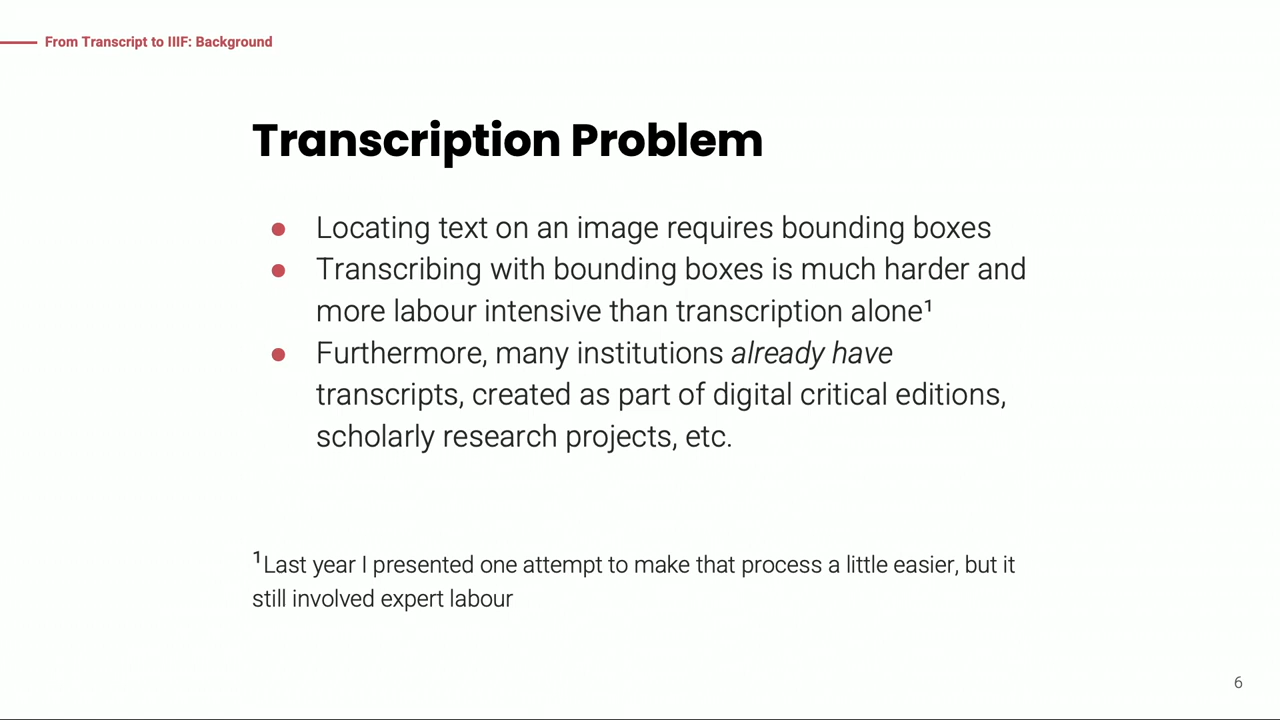 From Transcript to IIIF: Background
Transcription Problem
● Locating text on an image requires bounding boxes
● Transcribing with bounding boxes is much harder and
more labour intensive than transcription alone¹
● Furthermore, many institutions already have
transcripts, created as part of digital critical editions,
scholarly research projects, etc.
¹Last year I presented one attempt to make that process a little easier, but it
still involved expert labour
6